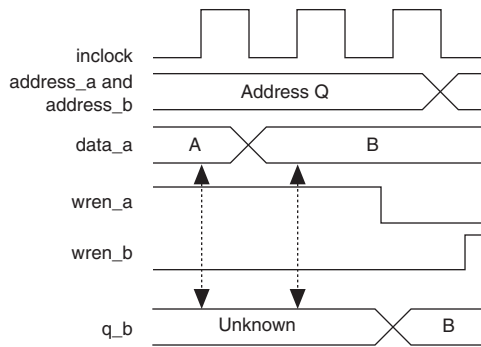 inclock
address_a and
address_b
Address Q
data_a
A
B
wren_a
wren_b
q_b
Unknown
B